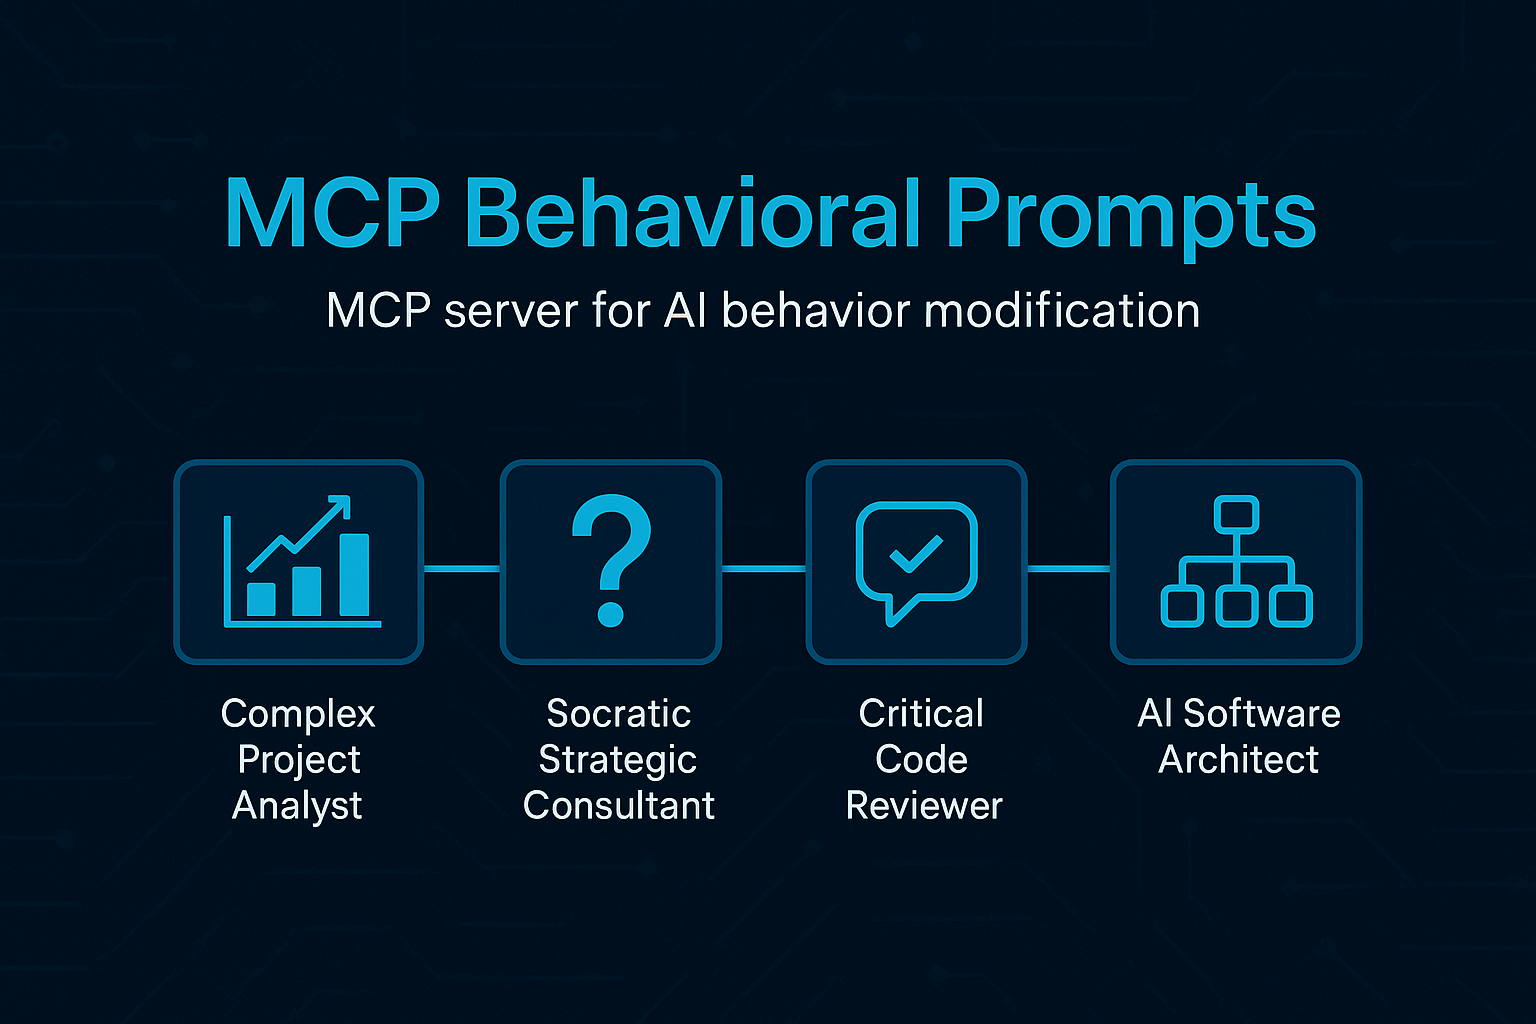 MCP Behavioral Prompts
MCP server for AI behavior modification
Complex
Project
Analyst
Socratic
Strategic
Consultant
Critical
Code
Reviewer
AI Software
Architect